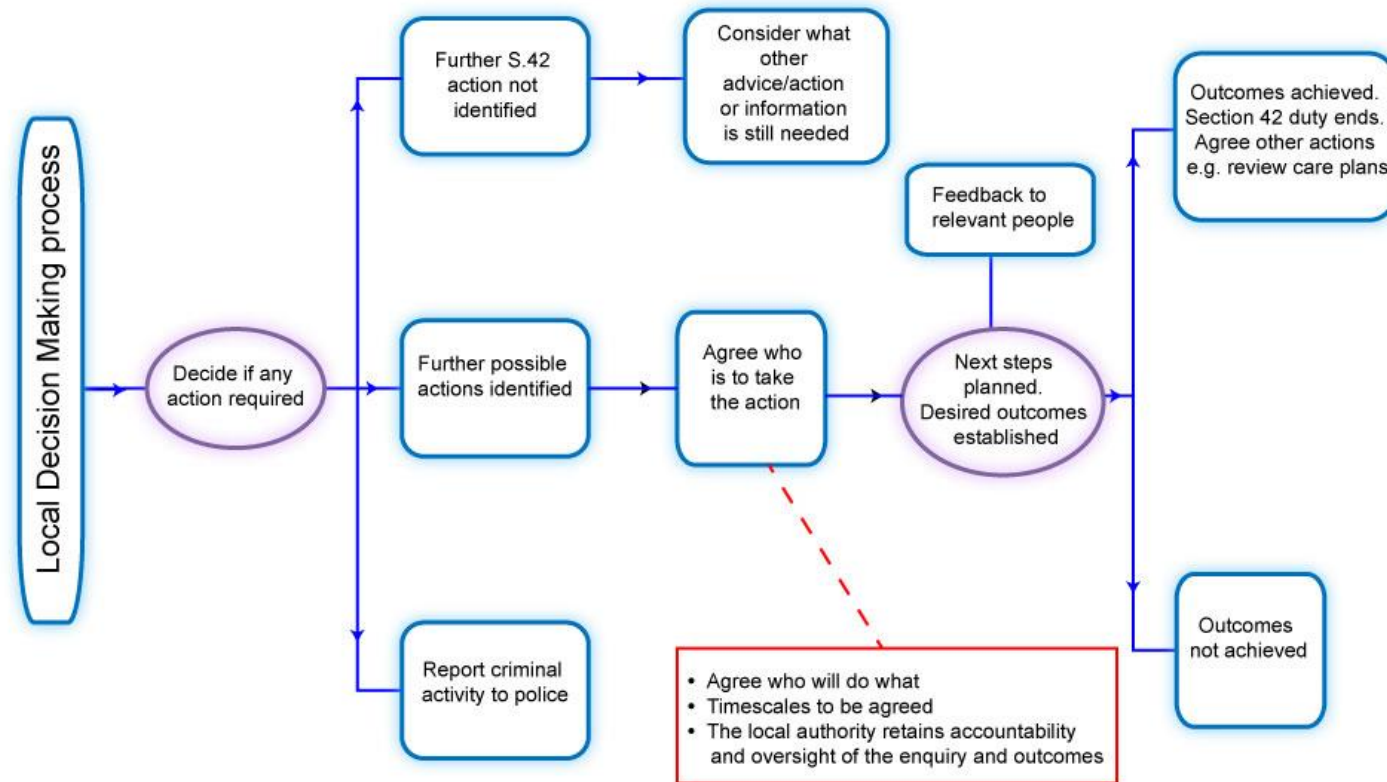 Local Decision Making process
Decide if any
action required
Further S.42
action not
identified
Consider what
other
advice/action
or information
is still needed
Further possible
actions identified
Agree who
is to take
the action
Feedback to
relevant people
Next steps
planned.
Desired outcomes
established
Outcomes achieved.
Section 42 duty ends.
Agree other actions
e.g. review care plans
Outcomes
not achieved
Report criminal
activity to police
• Agree who will do what
• Timescales to be agreed
• The local authority retains accountability
and oversight of the enquiry and outcomes